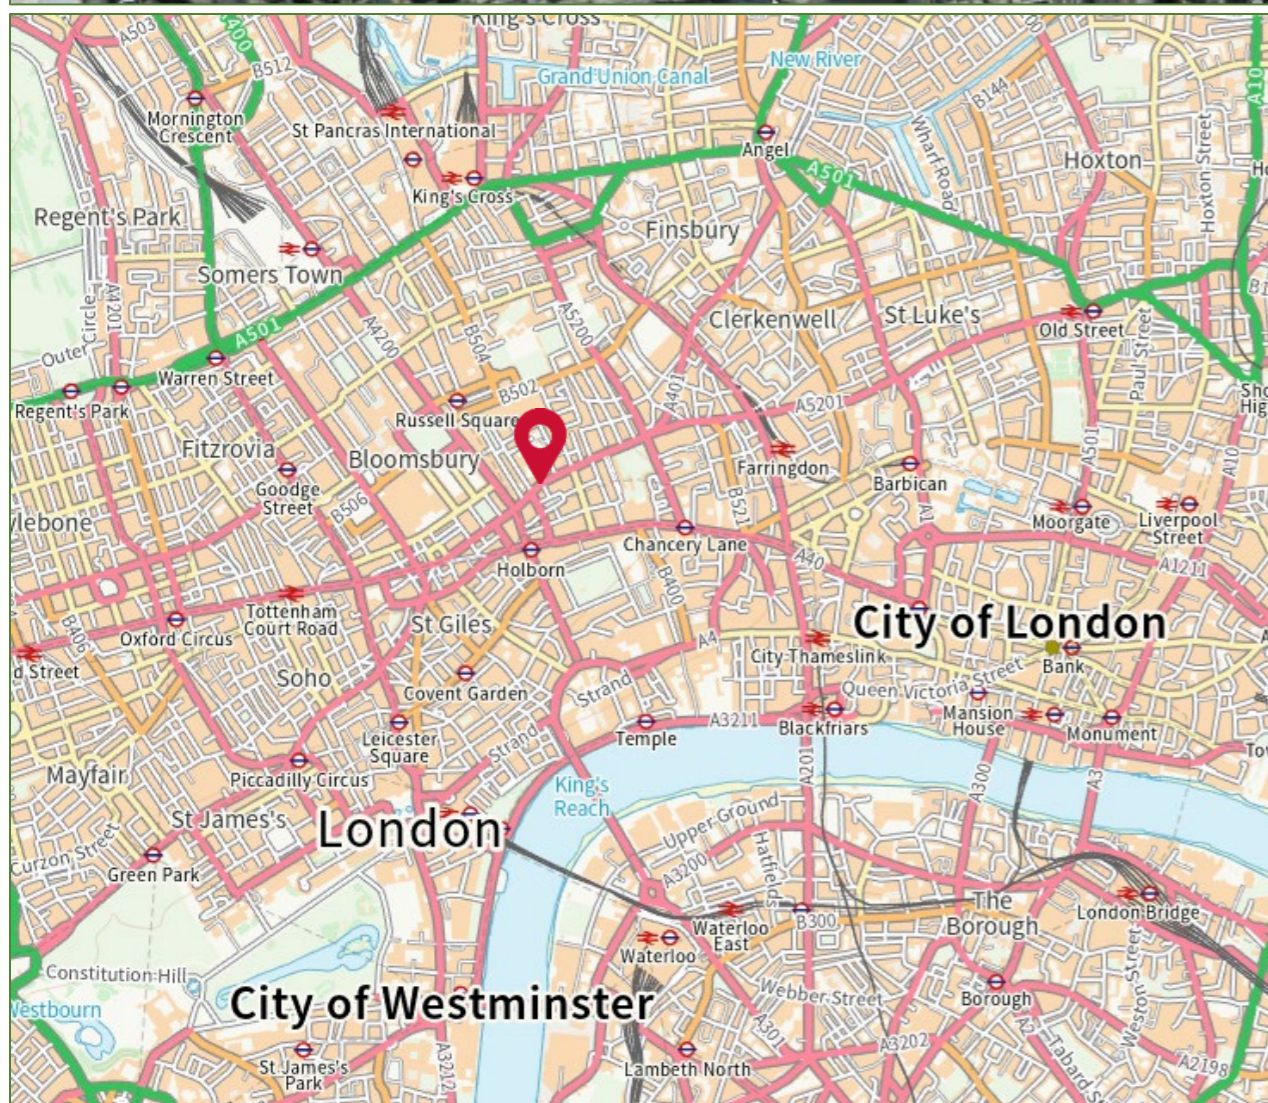 King's Cross
A503
A400
B512
New River
Grand Union Canal
A10
B144
Mornington
Crescent
St Pancras International
Wharf Road
Hoxton Street
Angel
Hoxton
A501
King's Cross
Regent's Park
Finsbury
Somers Town
A4201
Outer Circle
A501
A4200
B504
A5200
Clerkenwell
St Luke's
Old Street
Paul Street
Warren Street
Regent's Park
B502
A401
A5201
Russell Square
Fitzrovia
Bloomsbury
Farringdon
Barbican
A501
A10
Goodge
Street
B506
B521
A1
Moorgate
Liverpool
Street
ylebone
Chancery Lane
Holborn
A40
A1211
B400
Tottenham
Court Road
Oxford Circus
B406
St Giles
City of London
A4
City Thameslink
Bank
d Street
Soho
Covent Garden
Strand
Queen Victoria Street
Mansion
House
Monument
Leicester
Square
Temple
A3211
Blackfriars
Strand
Mayfair
Piccadilly Circus
King's
Reach
A201
A300
A3
St James's
London
Upper Ground
Hatfields
Curzon Street
Green Park
A3200
The
Borough
London Bridge
Waterloo
East
B300
Waterloo
Constitution Hill
City of Westminster
Webber Street
Borough
Weston Street
Westbourn
A301
A3202
A2
St James's
Park
A3212
Lambeth North
Tabard S
A2198